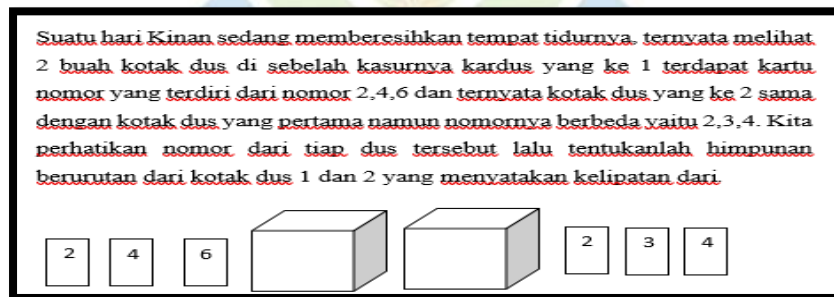 Suatu hari Kinan sedang memberesihkan tempat tidurnya, ternyata melihat
2 buah kotak dus di sebelah kasurnya kardus yang ke 1 terdapat kartu
nomor yang terdiri dari nomor 2,4,6 dan ternyata kotak dus yang ke 2 sama
dengan kotak dus yang pertama namun nomornya berbeda yaitu 2,3,4. Kita
perhatikan nomor dari tiap dus tersebut lalu tentukanlah himpunan
berurutan dari kotak dus 1 dan 2 yang menyatakan kelipatan dari
2 4 6 2 3 4